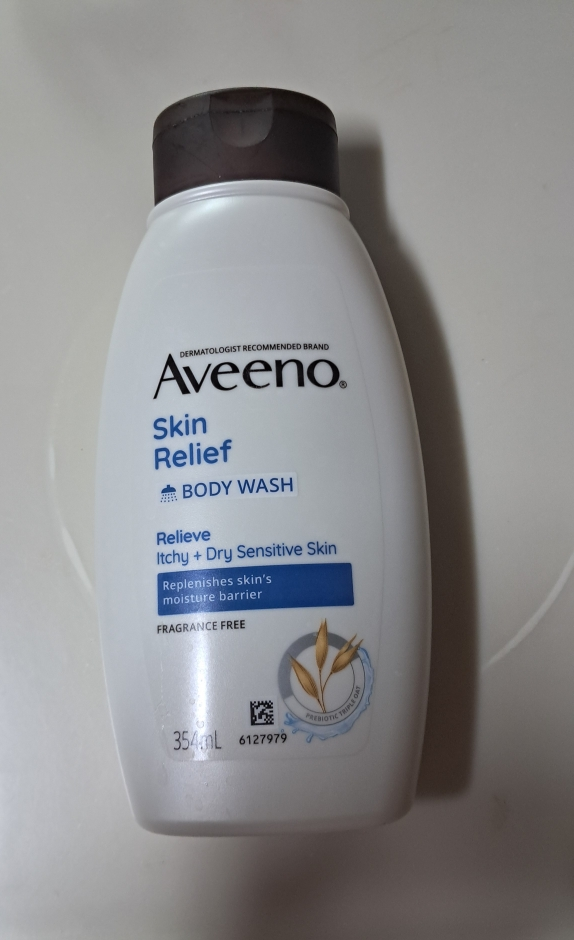 DERMATOLOGIST RECOMMENDED BRAND
Aveeno®
Skin
Relief
BODY WASH
Relieve
Itchy + Dry Sensitive Skin
Replenishes skin's
moisture barrier
FRAGRANCE FREE
PREBIOTIC TRIPLE OAT
354mL
6127979